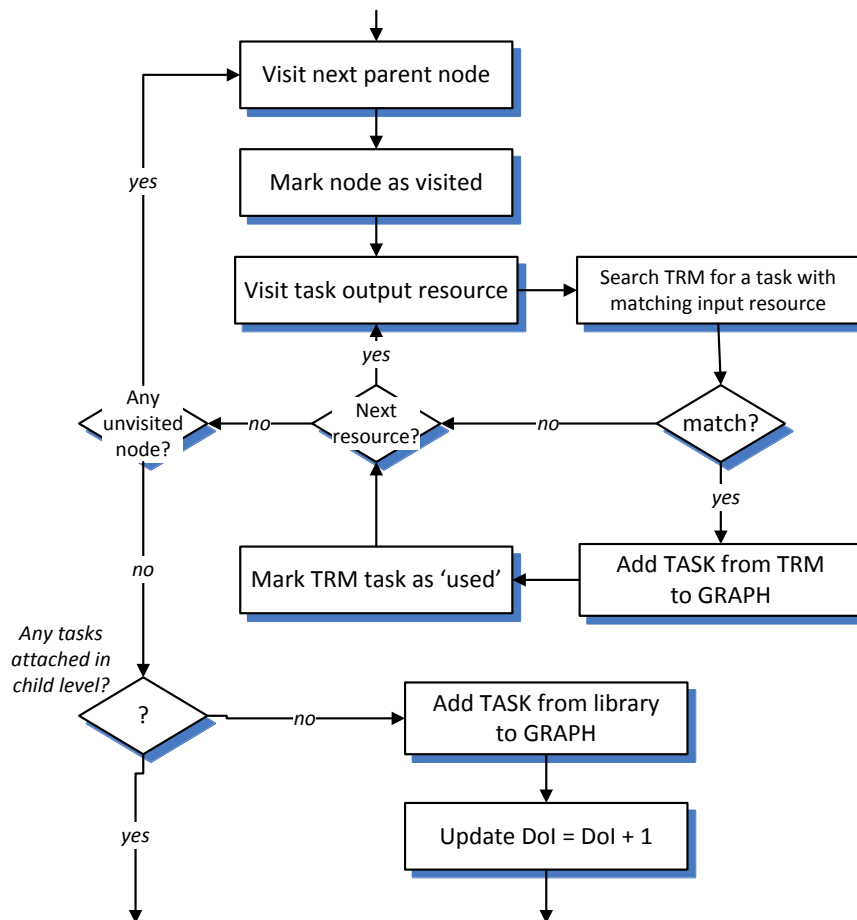 Visit next parent node
yes
Mark node as visited
Visit task output resource
Search TRM for a task with
matching input resource
yes
Any
unvisited
node?
no
Next
resource?
no
match?
yes
no
Mark TRM task as ‘used’
Add TASK from TRM
to GRAPH
Any tasks
attached in
child level?
?
no
Add TASK from library
to GRAPH
yes
Update DoI = DoI + 1